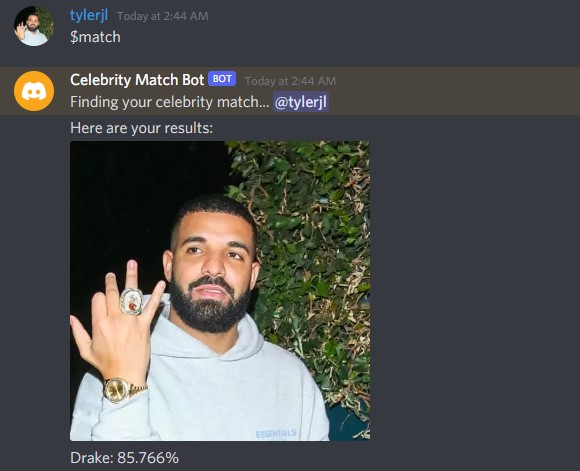 tylerjl Today at 2:44 AM
$match
Celebrity Match Bot BOT Today at 2:44 AM
Finding your celebrity match... @tylerjl
Here are your results:
ESSENTIALS
Drake: 85.766%